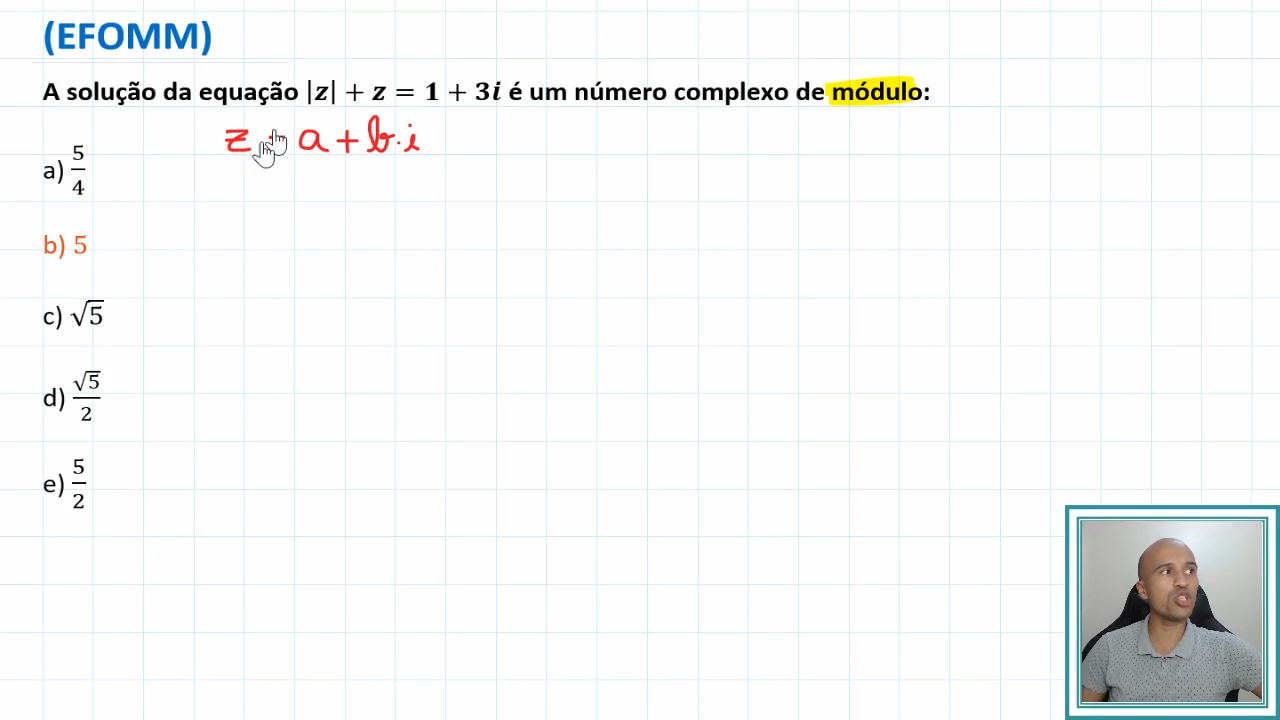 (EFOMM)
A solução da equação |z| + z = 1 + 3i é um número complexo de módulo:
z = a + b·i
a) 5/4
b) 5
c) √5
d) √5/2
e) 5/2